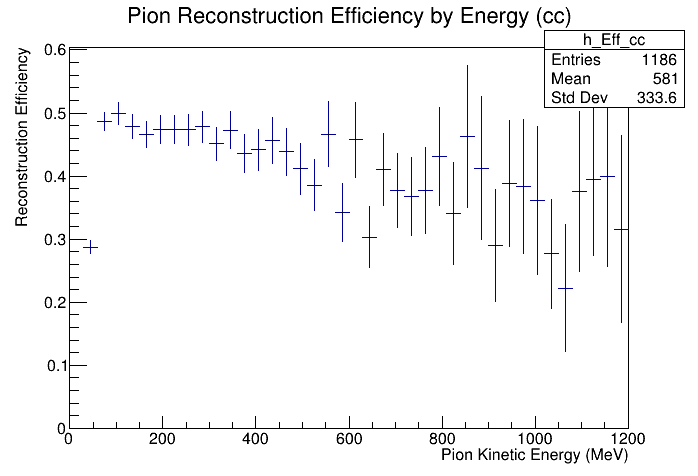 Pion Reconstruction Efficiency by Energy (cc)
h_Eff_cc
Entries 1186
Mean 581
Std Dev 333.6
Reconstruction Efficiency
0.6
0.5
0.4
0.3
0.2
0.1
0
0 200 400 600 800 1000 1200
Pion Kinetic Energy (MeV)